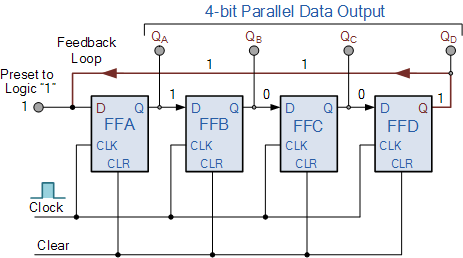 4-bit Parallel Data Output
QA QB QC QD
Feedback
Loop
1 1
Preset to
Logic "1"
1 1 0 0 1
D Q D Q D Q D Q
FFA FFB FFC FFD
CLK CLK CLK CLK
CLR CLR CLR CLR
Clock
Clear